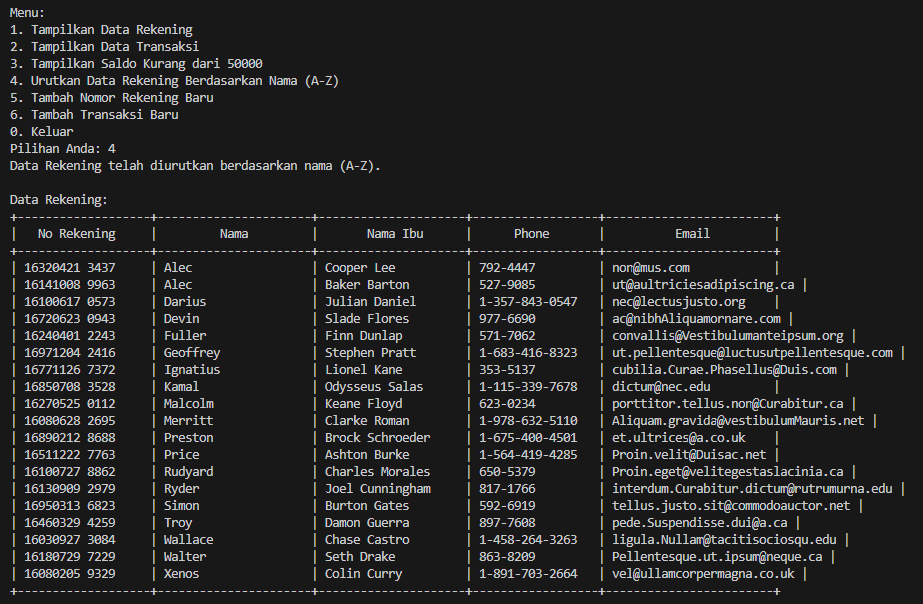 Menu:
1. Tampilkan Data Rekening
2. Tampilkan Data Transaksi
3. Tampilkan Saldo Kurang dari 50000
4. Urutkan Data Rekening Berdasarkan Nama (A-Z)
5. Tambah Nomor Rekening Baru
6. Tambah Transaksi Baru
0. Keluar
Pilihan Anda: 4
Data Rekening telah diurutkan berdasarkan nama (A-Z).

Data Rekening:
+-------------------+----------------------+---------------------+------------------+------------------------+
|   No Rekening     |         Nama         |       Nama Ibu      |      Phone       |          Email         |
+-------------------+----------------------+---------------------+------------------+------------------------+
| 16320421 3437     | Alec                 | Cooper Lee          | 792-4447         | non@mus.com            |
| 16141008 9963     | Alec                 | Baker Barton        | 527-9085         | ut@aultriciesadipiscing.ca |
| 16100617 0573     | Darius               | Julian Daniel       | 1-357-843-0547   | nec@lectusjusto.org    |
| 16720623 0943     | Devin                | Slade Flores        | 977-6690         | ac@nibhAliquamornare.com |
| 16240401 2243     | Fuller               | Finn Dunlap         | 571-7062         | convallis@Vestibulumanteipsum.org |
| 16971204 2416     | Geoffrey             | Stephen Pratt       | 1-683-416-8323   | ut.pellentesque@luctusutpellentesque.com |
| 16771126 7372     | Ignatius             | Lionel Kane         | 353-5137         | cubilia.Curae.Phasellus@Duis.com |
| 16850708 3528     | Kamal                | Odysseus Salas      | 1-115-339-7678   | dictum@nec.edu         |
| 16270525 0112     | Malcolm              | Keane Floyd         | 623-0234         | porttitor.tellus.non@Curabitur.ca |
| 16080628 2695     | Merritt              | Clarke Roman        | 1-978-632-5110   | Aliquam.gravida@vestibulumMauris.net |
| 16890212 8688     | Preston              | Brock Schroeder     | 1-675-400-4501   | et.ultrices@a.co.uk    |
| 16511222 7763     | Price                | Ashton Burke        | 1-564-419-4285   | Proin.velit@Duisac.net |
| 16100727 8862     | Rudyard              | Charles Morales     | 650-5379         | Proin.eget@velitegestaslacinia.ca |
| 16130909 2979     | Ryder                | Joel Cunningham     | 817-1766         | interdum.Curabitur.dictum@rutrumurna.edu |
| 16950313 6823     | Simon                | Burton Gates        | 592-6919         | tellus.justo.sit@commodoauctor.net |
| 16460329 4259     | Troy                 | Damon Guerra        | 897-7608         | pede.Suspendisse.dui@a.ca |
| 16030927 3084     | Wallace              | Chase Castro        | 1-458-264-3263   | ligula.Nullam@tacitisociosqu.edu |
| 16180729 7229     | Walter               | Seth Drake          | 863-8209         | Pellentesque.ut.ipsum@neque.ca |
| 16080205 9329     | Xenos                | Colin Curry         | 1-891-703-2664   | vel@ullamcorpermagna.co.uk |
+-------------------+----------------------+---------------------+------------------+------------------------+